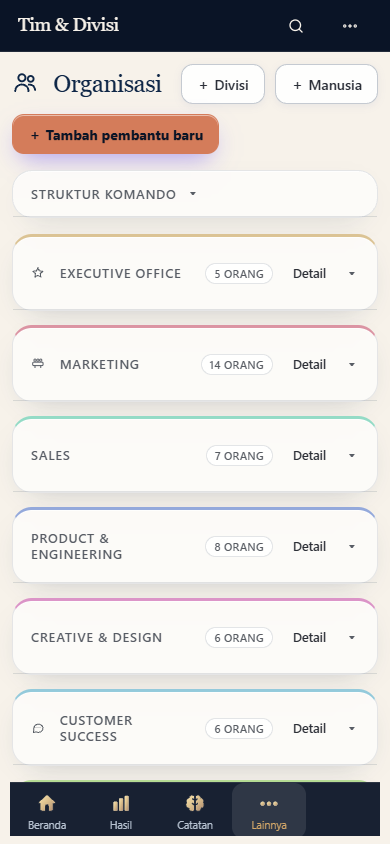 Tim & Divisi
Organisasi
+ Divisi
+ Manusia
+ Tambah pembantu baru
STRUKTUR KOMANDO
EXECUTIVE OFFICE
5 ORANG
Detail
MARKETING
14 ORANG
Detail
SALES
7 ORANG
Detail
PRODUCT &
ENGINEERING
8 ORANG
Detail
CREATIVE & DESIGN
6 ORANG
Detail
CUSTOMER
SUCCESS
6 ORANG
Detail
Beranda
Hasil
Catatan
Lainnya